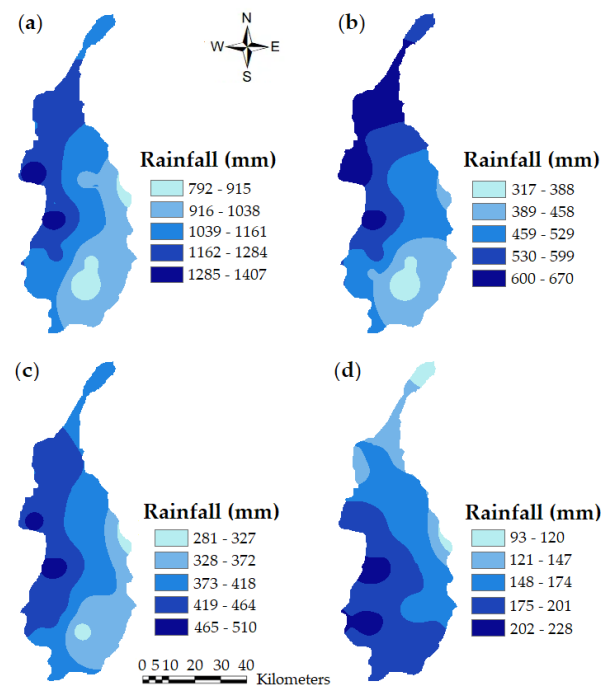 (a)
N
W E
S
(b)
Rainfall (mm)
792 - 915
916 - 1038
1039 - 1161
1162 - 1284
1285 - 1407
Rainfall (mm)
317 - 388
389 - 458
459 - 529
530 - 599
600 - 670
(c)
(d)
Rainfall (mm)
281 - 327
328 - 372
373 - 418
419 - 464
465 - 510
Rainfall (mm)
93 - 120
121 - 147
148 - 174
175 - 201
202 - 228
0 5 10 20 30 40
Kilometers